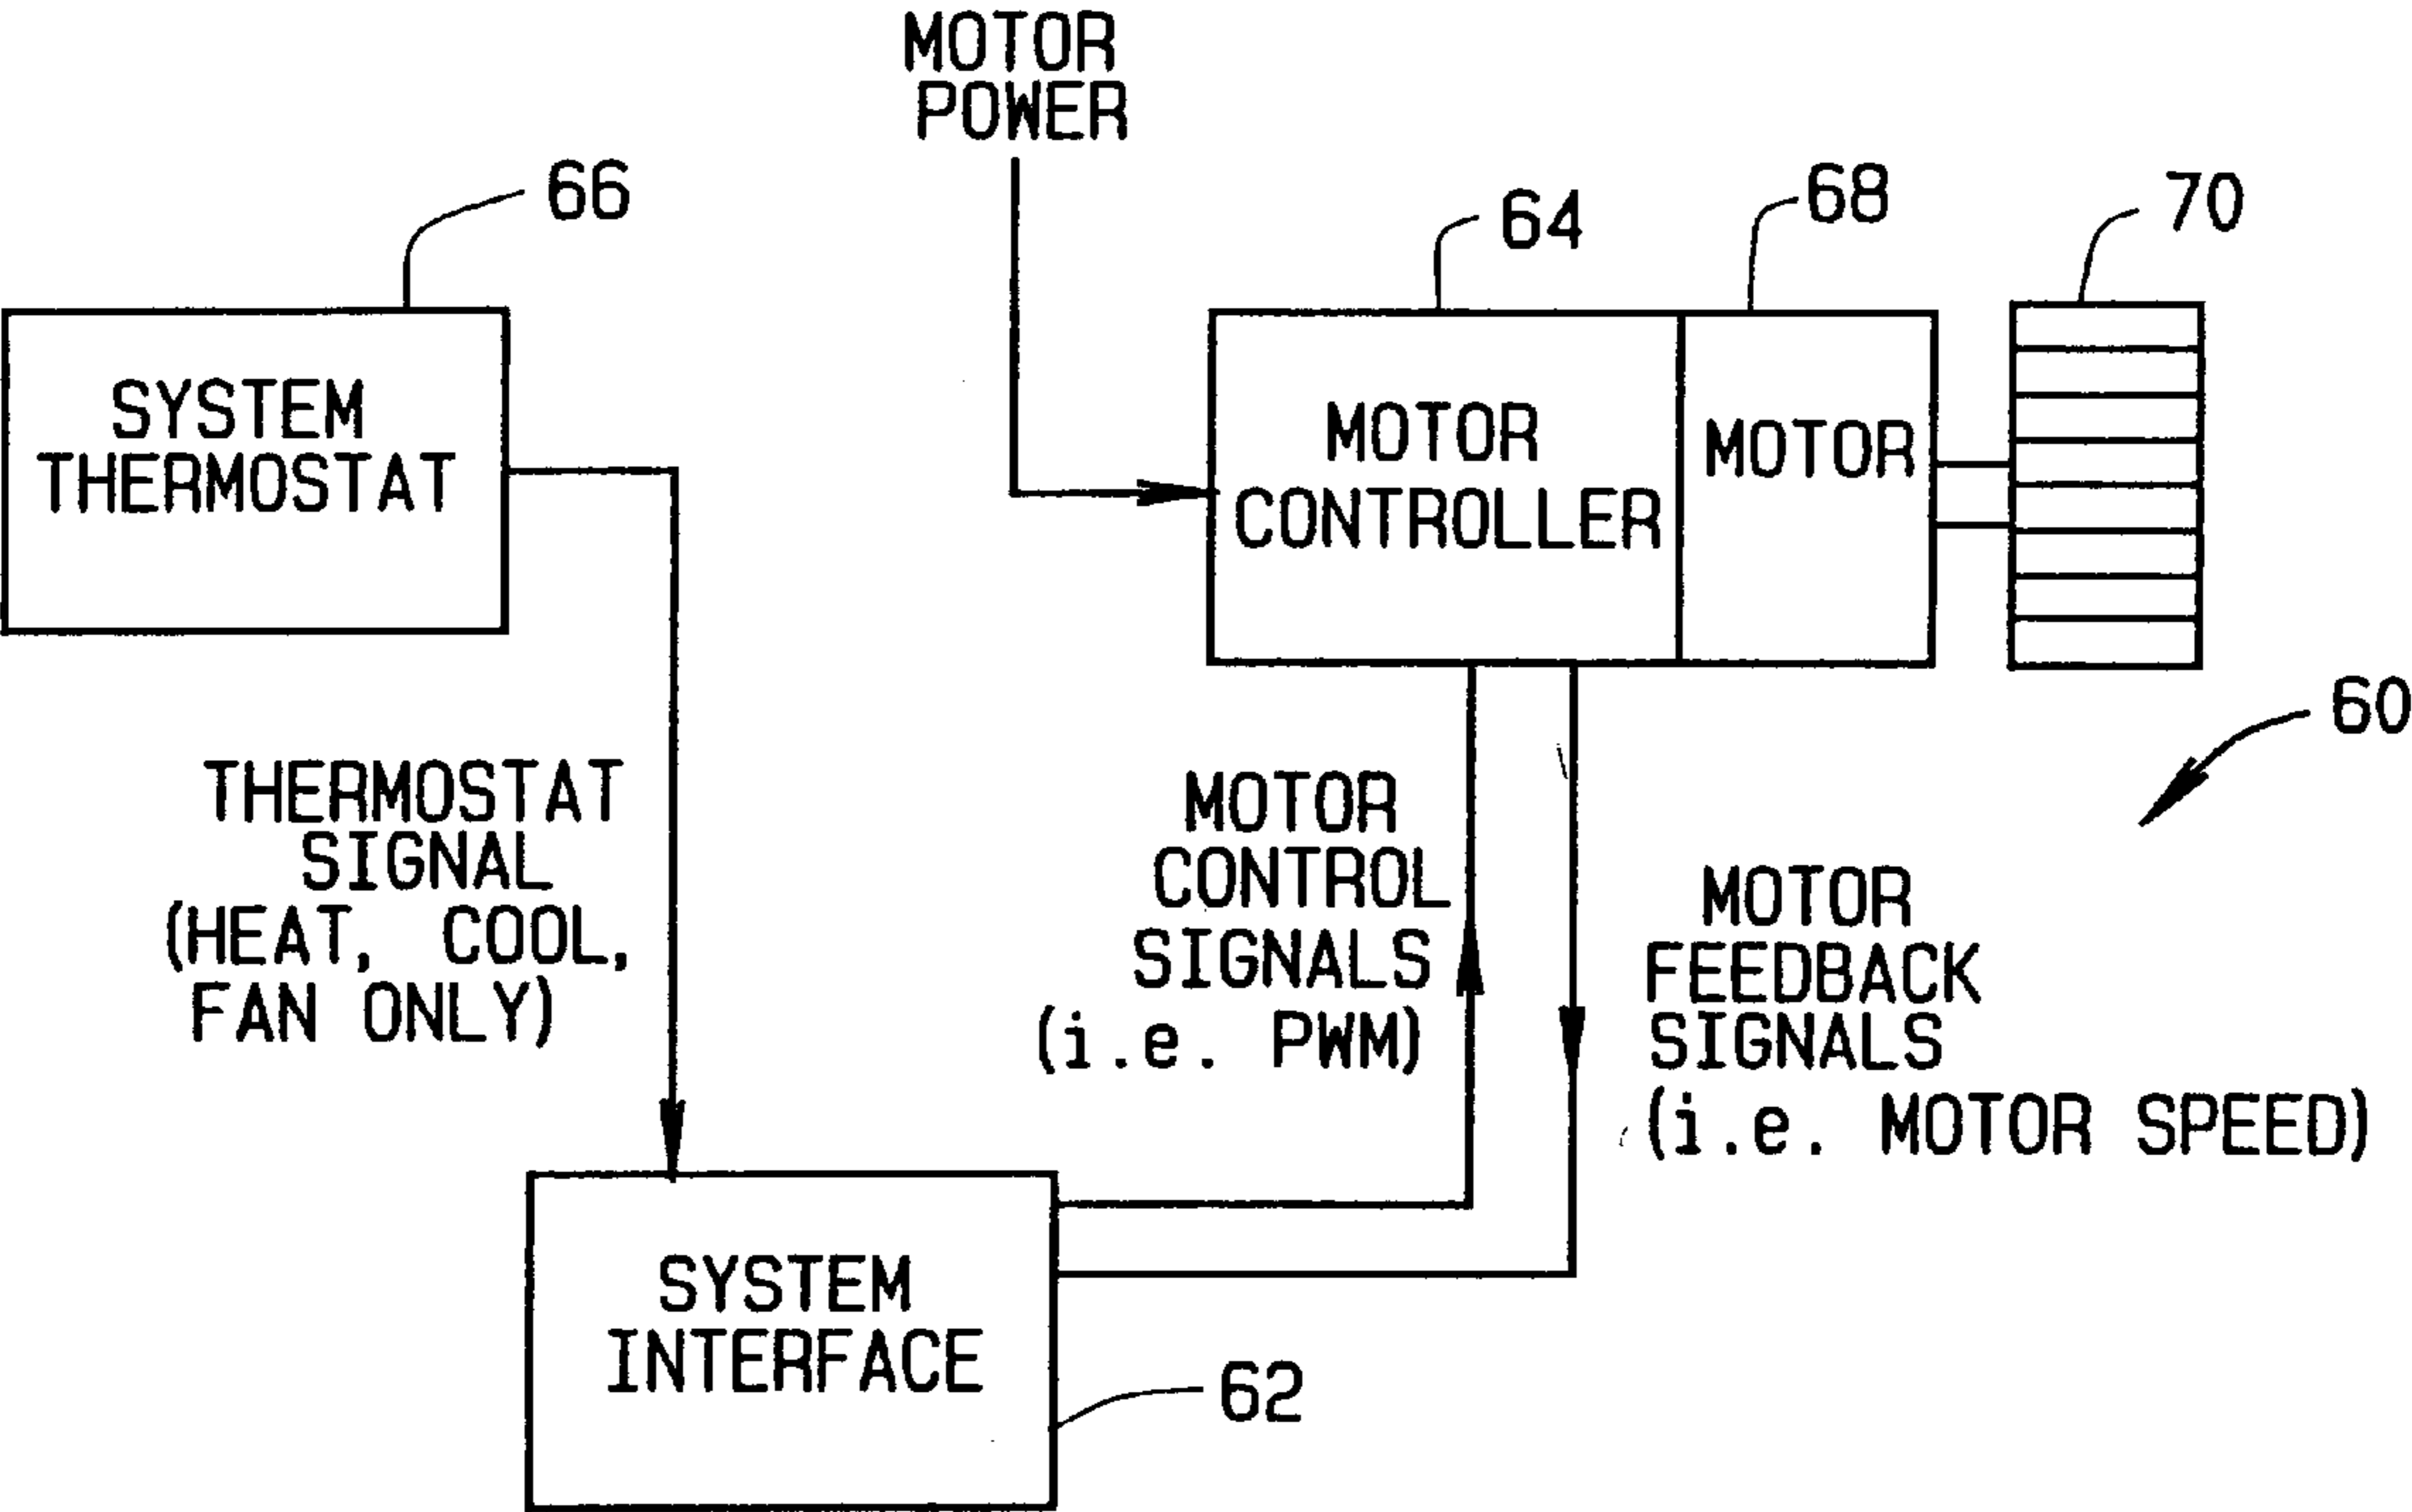 MOTOR
POWER
66
64
68
70
SYSTEM
THERMOSTAT
MOTOR
CONTROLLER
MOTOR
60
THERMOSTAT
SIGNAL
(HEAT, COOL,
FAN ONLY)
MOTOR
CONTROL
SIGNALS
(i.e. PWM)
MOTOR
FEEDBACK
SIGNALS
(i.e. MOTOR SPEED)
SYSTEM
INTERFACE
62